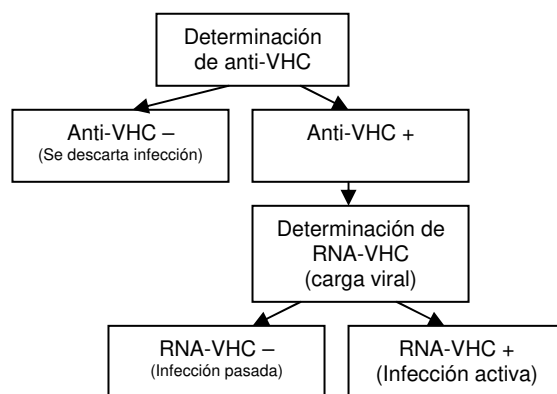 Determinación
de anti-VHC
Anti-VHC –
(Se descarta infección)
Anti-VHC +
Determinación de
RNA-VHC
(carga viral)
RNA-VHC –
(Infección pasada)
RNA-VHC +
(Infección activa)